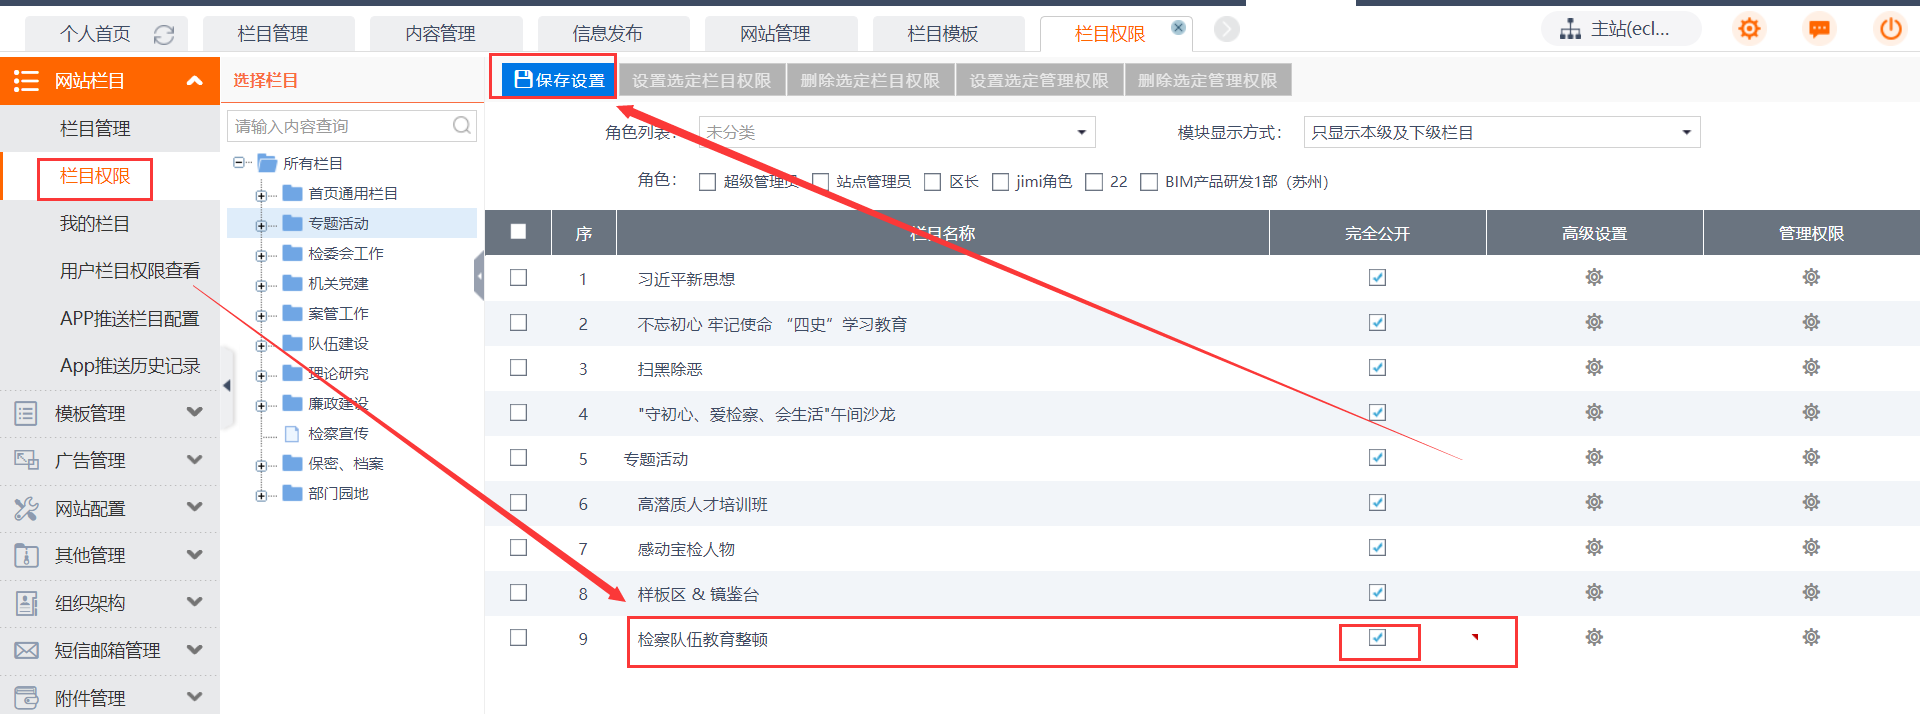 个人首页 栏目管理 内容管理 信息发布 网站管理 栏目模板 栏目权限 主站(ecl...
网站栏目
栏目管理
栏目权限
我的栏目
用户栏目权限查看
APP推送栏目配置
App推送历史记录
模板管理
广告管理
网站配置
其他管理
组织架构
短信邮箱管理
附件管理
选择栏目
请输入内容查询
所有栏目
首页通用栏目
专题活动
检委会工作
机关党建
案管工作
队伍建设
理论研究
廉政建设
检察宣传
保密、档案
部门园地
保存设置 设置选定栏目权限 删除选定栏目权限 设置选定管理权限 删除选定管理权限
角色列表: 未分类 模块显示方式: 只显示本级及下级栏目
角色: 超级管理员 站点管理员 区长 jimi角色 22 BIM产品研发1部（苏州）
序 栏目名称 完全公开 高级设置 管理权限
1 习近平新思想
2 不忘初心 牢记使命 “四史”学习教育
3 扫黑除恶
4 "守初心、爱检察、会生活"午间沙龙
5 专题活动
6 高潜质人才培训班
7 感动宝检人物
8 样板区 & 镜鉴台
9 检察队伍教育整顿